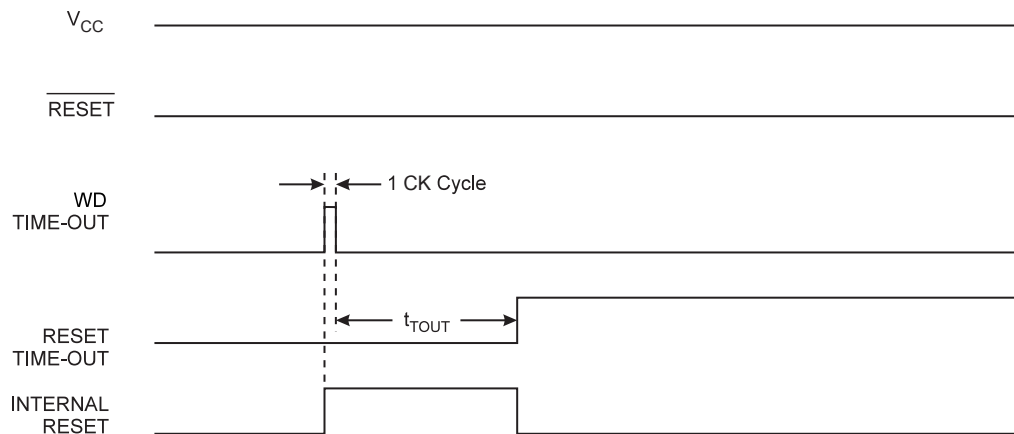 VCC
RESET
1 CK Cycle
WD
TIME-OUT
tTOUT
RESET
TIME-OUT
INTERNAL
RESET